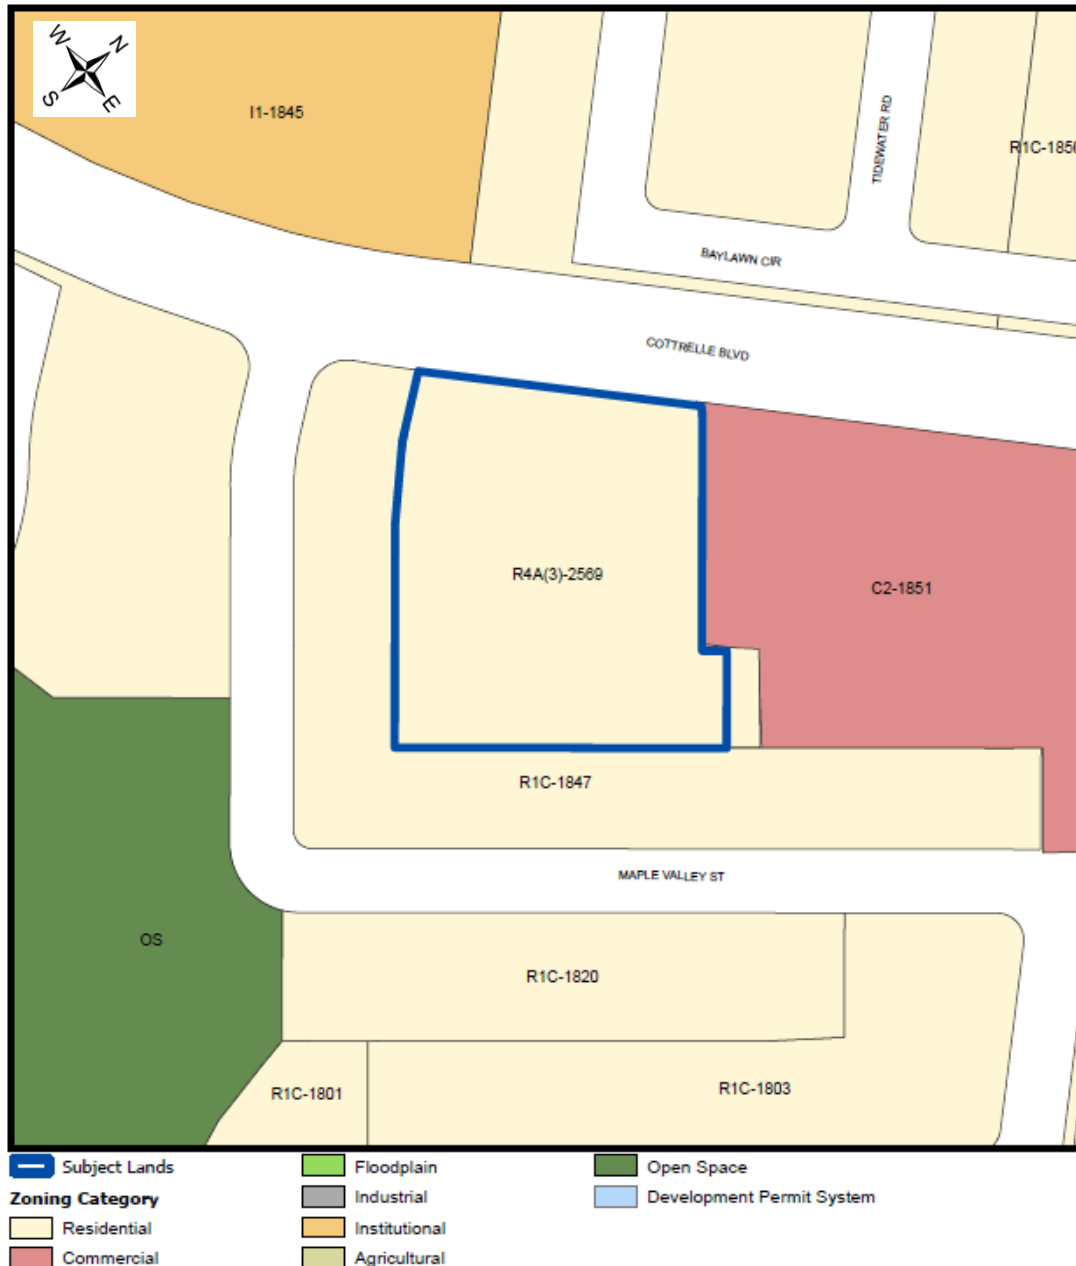 W
N
S
E
I1-1845
TIDEWATER RD
BAYLAWN CIR
COTTRELLE BLVD
R4A(3)-2569
C2-1851
R1C-1847
MAPLE VALLEY ST
OS
R1C-1820
R1C-1801
R1C-1803
Subject Lands
Zoning Category
Residential
Commercial
Floodplain
Industrial
Institutional
Agricultural
Open Space
Development Permit System